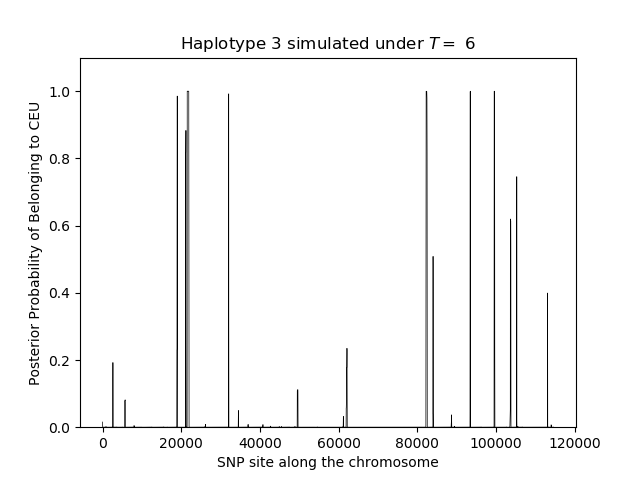 Haplotype 3 simulated under T = 6
Posterior Probability of Belonging to CEU
1.0
0.8
0.6
0.4
0.2
0.0
0 20000 40000 60000 80000 100000 120000
SNP site along the chromosome